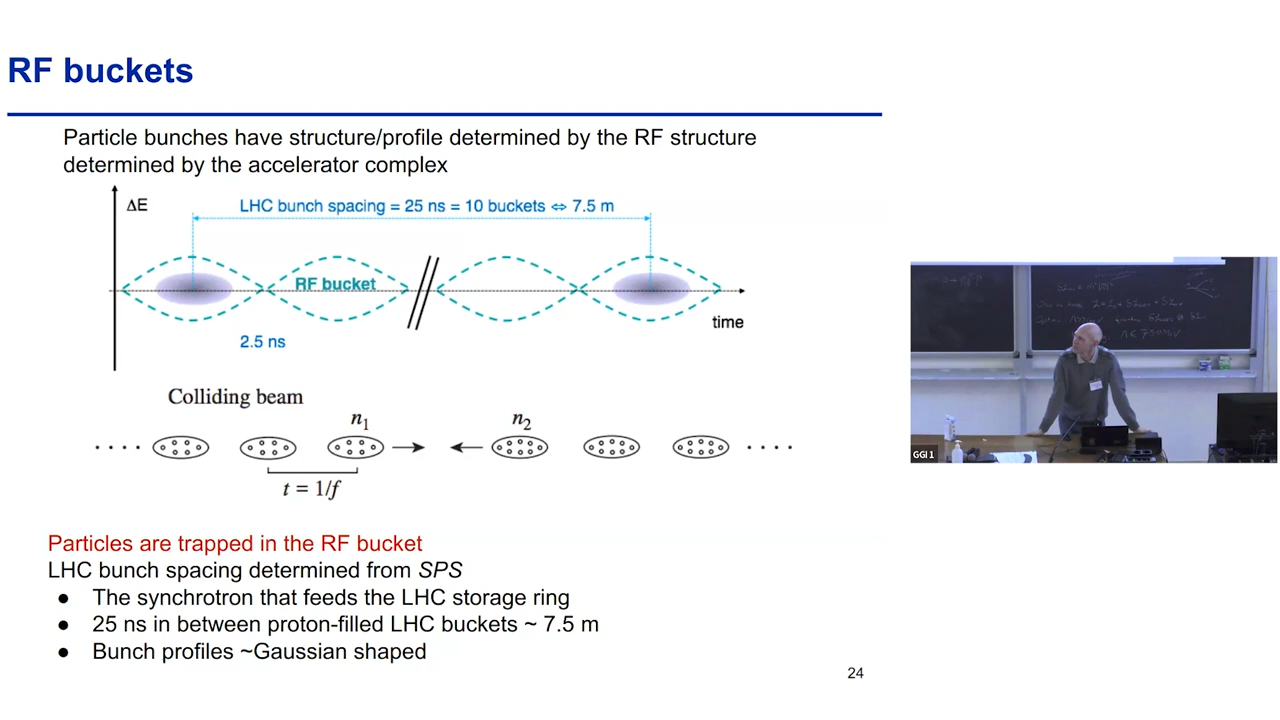 RF buckets
Particle bunches have structure/profile determined by the RF structure
determined by the accelerator complex
ΔE
LHC bunch spacing = 25 ns = 10 buckets ⇔ 7.5 m
RF bucket
time
2.5 ns
Colliding beam
n₁
n₂
t = 1/f
Particles are trapped in the RF bucket
LHC bunch spacing determined from SPS
● The synchrotron that feeds the LHC storage ring
● 25 ns in between proton-filled LHC buckets ~ 7.5 m
● Bunch profiles ~Gaussian shaped
24
GGI 1